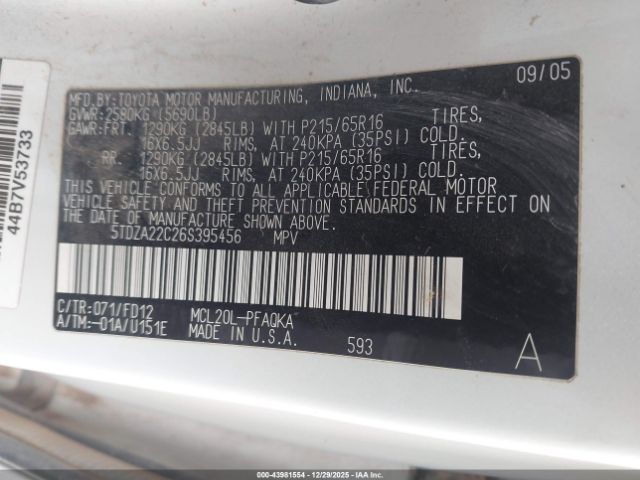 MFD.BY:TOYOTA MOTOR MANUFACTURING, INDIANA, INC. 09/05
GVWR:2580KG (5690LB)
GAWR:FRT. 1290KG (2845LB) WITH P215/65R16 TIRES,
16X6.5JJ RIMS, AT 240KPA (35PSI) COLD.
RR. 1290KG (2845LB) WITH P215/65R16 TIRES,
16X6.5JJ RIMS, AT 240KPA (35PSI) COLD.
THIS VEHICLE CONFORMS TO ALL APPLICABLE FEDERAL MOTOR
VEHICLE SAFETY AND THEFT PREVENTION STANDARDS IN EFFECT ON
THE DATE OF MANUFACTURE SHOWN ABOVE.
5TDZA22C26S395456 MPV
C/TR:071/FD12 MCL20L-PFAQKA
A/TM:-01A/U151E MADE IN U.S.A. 593 A
44B7V53733
000-43981554 | 12/29/2025 - IAAI.com